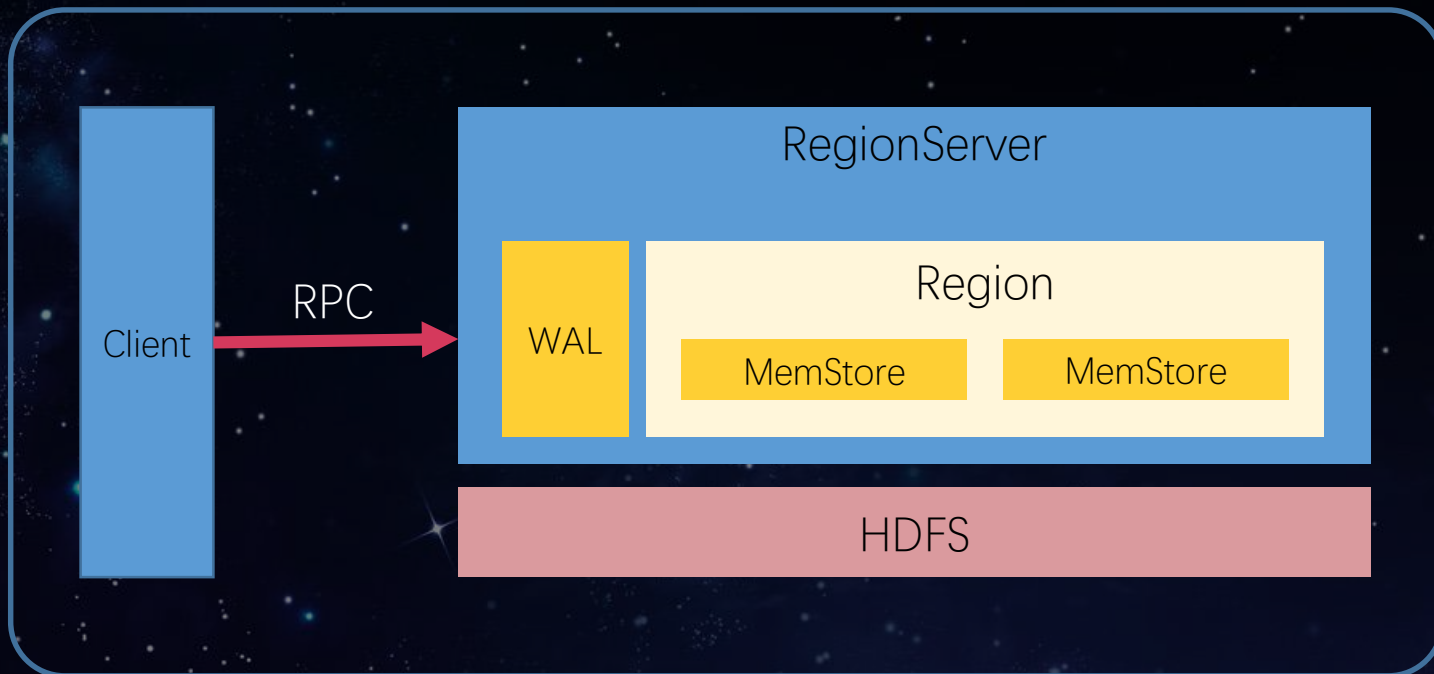 RegionServer
RPC
Client
WAL
Region
MemStore
MemStore
HDFS